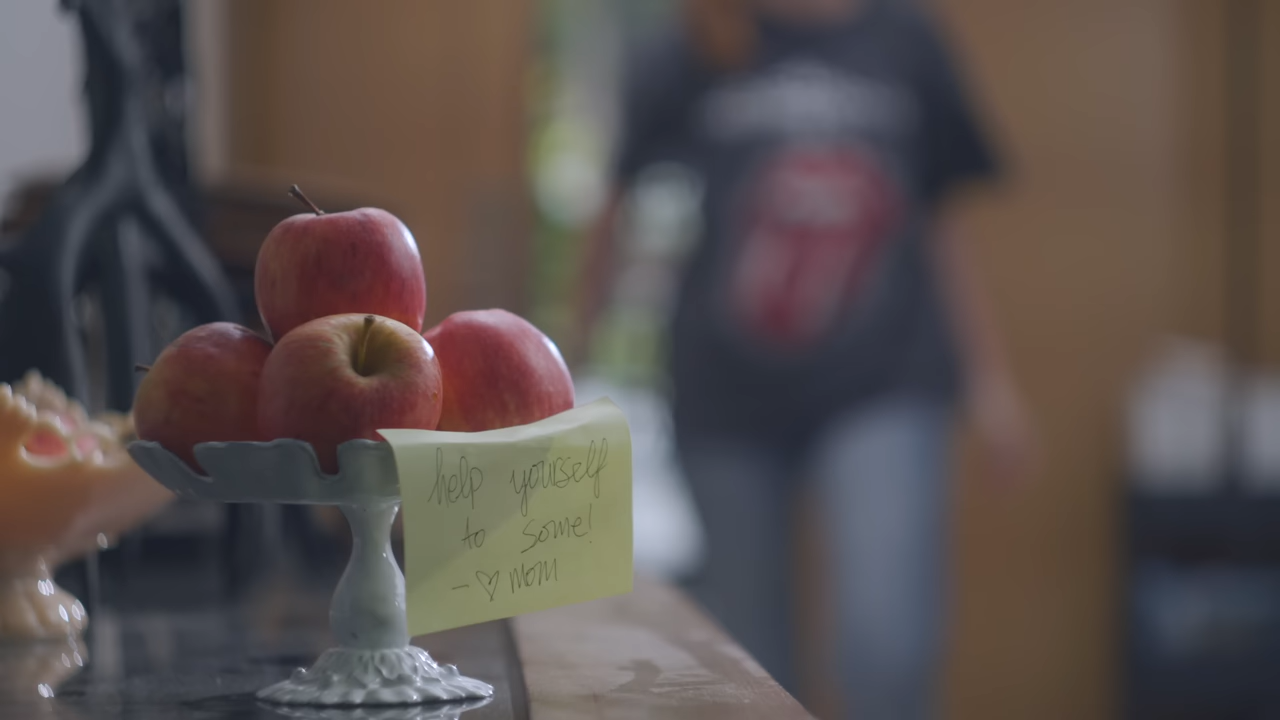 help yourself
to some!
- ♡ mom